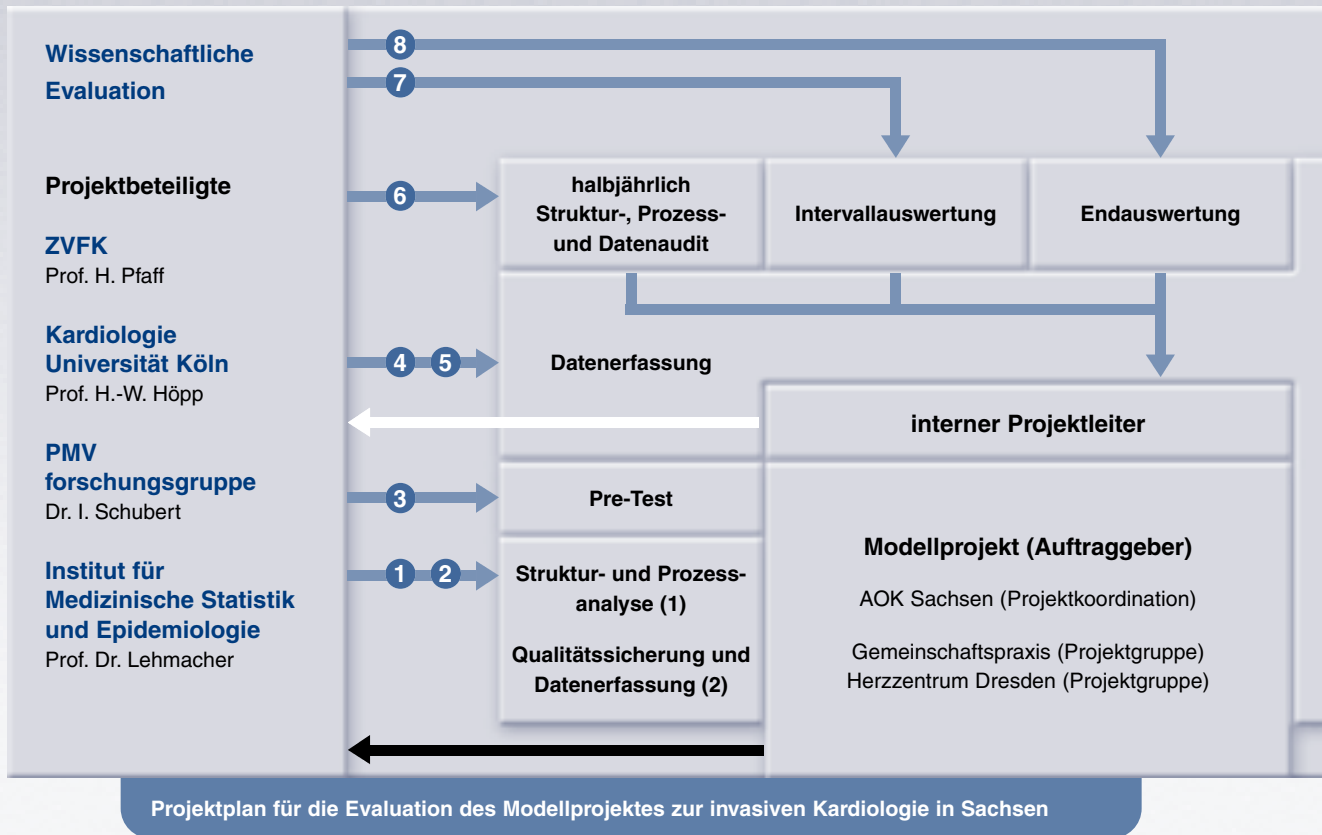 Wissenschaftliche
Evaluation
Projektbeteiligte
ZVFK
Prof. H. Pfaff
Kardiologie
Universität Köln
Prof. H.-W. Höpp
PMV
forschungsgruppe
Dr. I. Schubert
Institut für
Medizinische Statistik
und Epidemiologie
Prof. Dr. Lehmacher
8
7
6
halbjährlich
Struktur-, Prozess-
und Datenaudit
Intervallauswertung
Endauswertung
4 5
Datenerfassung
interner Projektleiter
3
Pre-Test
1 2
Struktur- und Prozess-
analyse (1)
Qualitätssicherung und
Datenerfassung (2)
Modellprojekt (Auftraggeber)
AOK Sachsen (Projektkoordination)
Gemeinschaftspraxis (Projektgruppe)
Herzzentrum Dresden (Projektgruppe)
Projektplan für die Evaluation des Modellprojektes zur invasiven Kardiologie in Sachsen